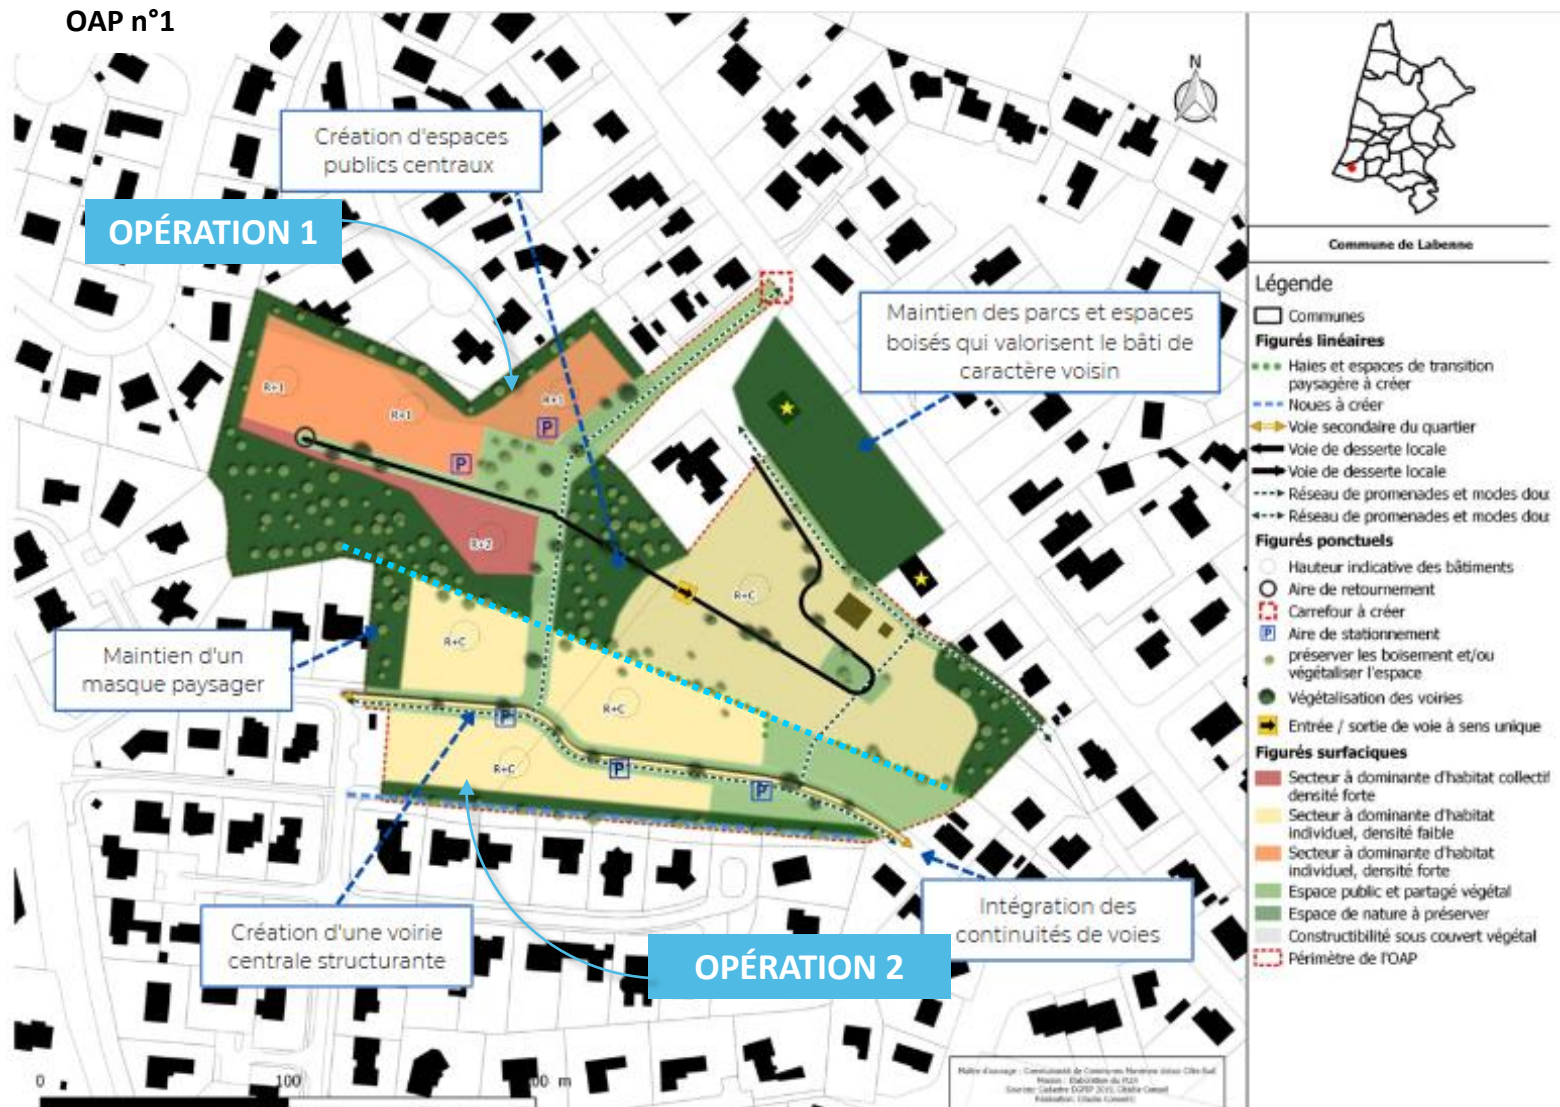 OAP n°1
N
Création d'espaces
publics centraux
OPÉRATION 1
Maintien des parcs et espaces
boisés qui valorisent le bâti de
caractère voisin
R+1
R+1
R+1
P
P
R+2
R+C
R+C
R+C
R+C
P
P
P
Maintien d'un
masque paysager
Création d'une voirie
centrale structurante
Intégration des
continuités de voies
OPÉRATION 2
0
100
00 m
Commune de Labenne
Légende
Communes
Figurés linéaires
Haies et espaces de transition
paysagère à créer
Noues à créer
Voie secondaire du quartier
Voie de desserte locale
Voie de desserte locale
Réseau de promenades et modes dou
Réseau de promenades et modes dou
Figurés ponctuels
Hauteur indicative des bâtiments
Aire de retournement
Carrefour à créer
P Aire de stationnement
préserver les boisement et/ou
végétaliser l'espace
Végétalisation des voiries
Entrée / sortie de voie à sens unique
Figurés surfaciques
Secteur à dominante d'habitat collectif
densité forte
Secteur à dominante d'habitat
individuel, densité faible
Secteur à dominante d'habitat
individuel, densité forte
Espace public et partagé végétal
Espace de nature à préserver
Constructibilité sous couvert végétal
Périmètre de l'OAP